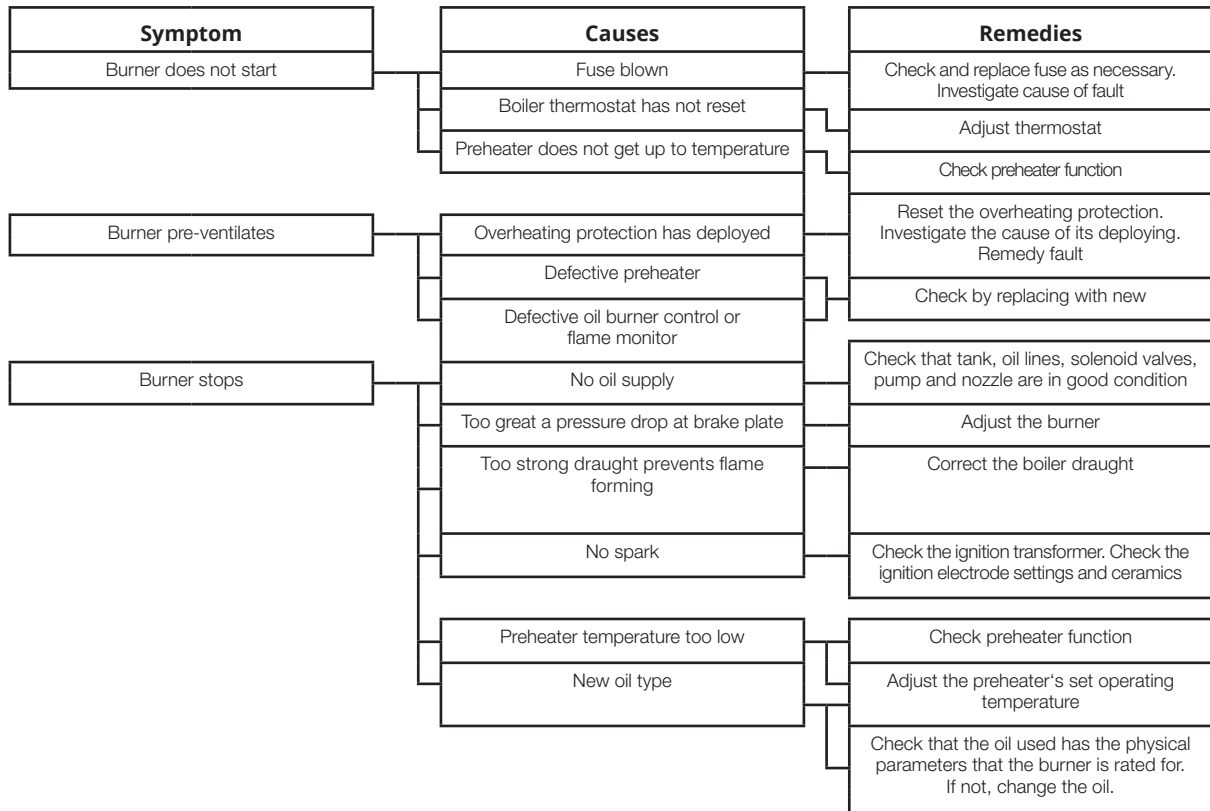 Symptom
Causes
Remedies
Burner does not start
Fuse blown
Check and replace fuse as necessary.
Investigate cause of fault
Boiler thermostat has not reset
Adjust thermostat
Preheater does not get up to temperature
Check preheater function
Burner pre-ventilates
Overheating protection has deployed
Reset the overheating protection.
Investigate the cause of its deploying.
Remedy fault
Defective preheater
Check by replacing with new
Defective oil burner control or
flame monitor
Burner stops
No oil supply
Check that tank, oil lines, solenoid valves,
pump and nozzle are in good condition
Too great a pressure drop at brake plate
Adjust the burner
Too strong draught prevents flame
forming
Correct the boiler draught
No spark
Check the ignition transformer. Check the
ignition electrode settings and ceramics
Preheater temperature too low
Check preheater function
New oil type
Adjust the preheater‘s set operating
temperature
Check that the oil used has the physical
parameters that the burner is rated for.
If not, change the oil.